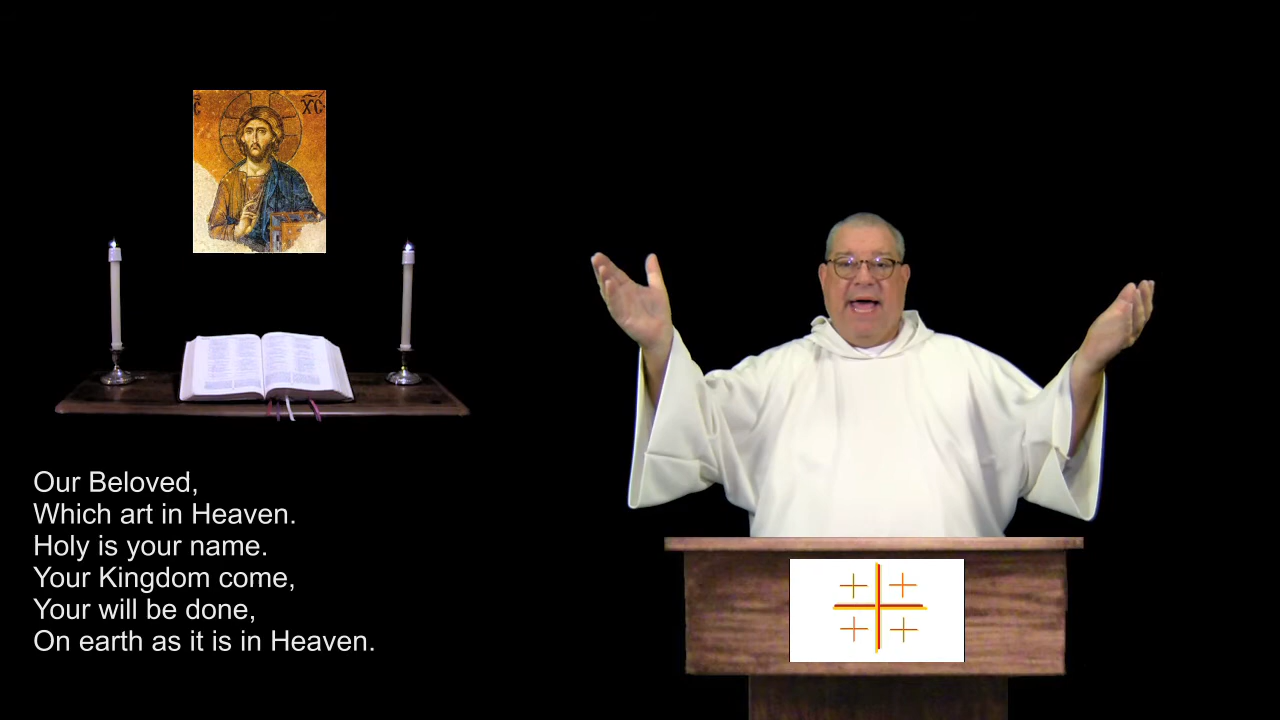 XC
Our Beloved,
Which art in Heaven.
Holy is your name.
Your Kingdom come,
Your will be done,
On earth as it is in Heaven.